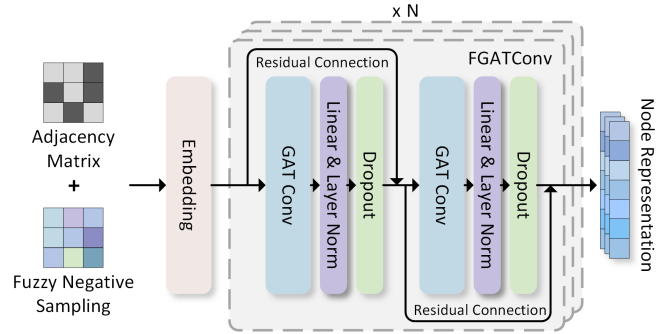 x N
FGATConv
Residual Connection
Adjacency
Matrix
+
Fuzzy Negative
Sampling
Embedding
GAT Conv
Linear & Layer Norm
Dropout
GAT Conv
Linear & Layer Norm
Dropout
Residual Connection
Node Representation